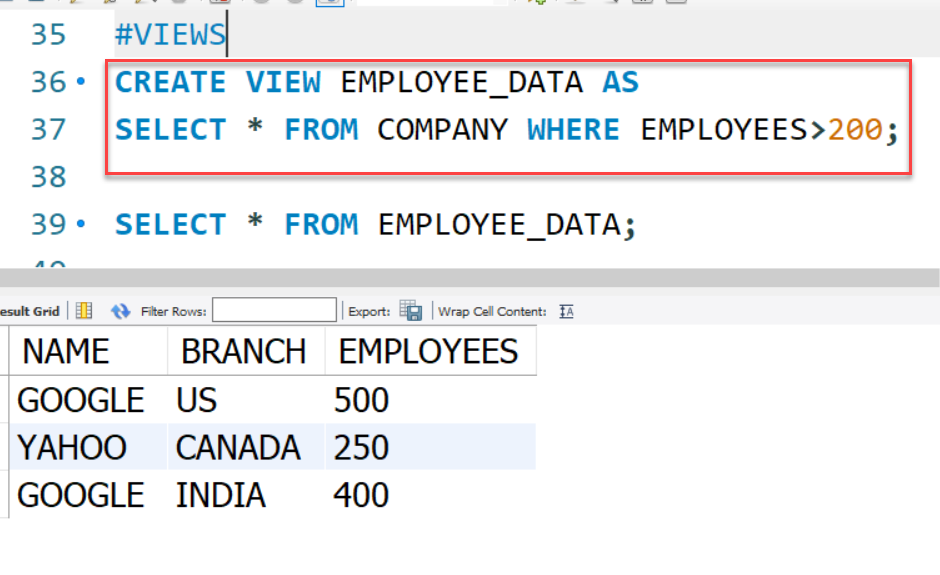 35 #VIEWS
36 CREATE VIEW EMPLOYEE_DATA AS
37 SELECT * FROM COMPANY WHERE EMPLOYEES>200;
38
39 SELECT * FROM EMPLOYEE_DATA;
esult Grid Filter Rows: Export: Wrap Cell Content:
NAME BRANCH EMPLOYEES
GOOGLE US 500
YAHOO CANADA 250
GOOGLE INDIA 400